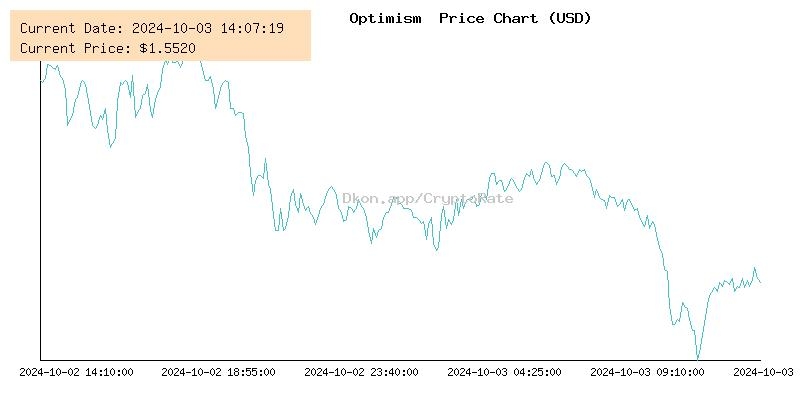 Optimism Price Chart (USD)
Current Date: 2024-10-03 14:07:19
Current Price: $1.5520
Dkon.app/CryptoRate
2024-10-02 14:10:00 2024-10-02 18:55:00 2024-10-02 23:40:00 2024-10-03 04:25:00 2024-10-03 09:10:00 2024-10-03